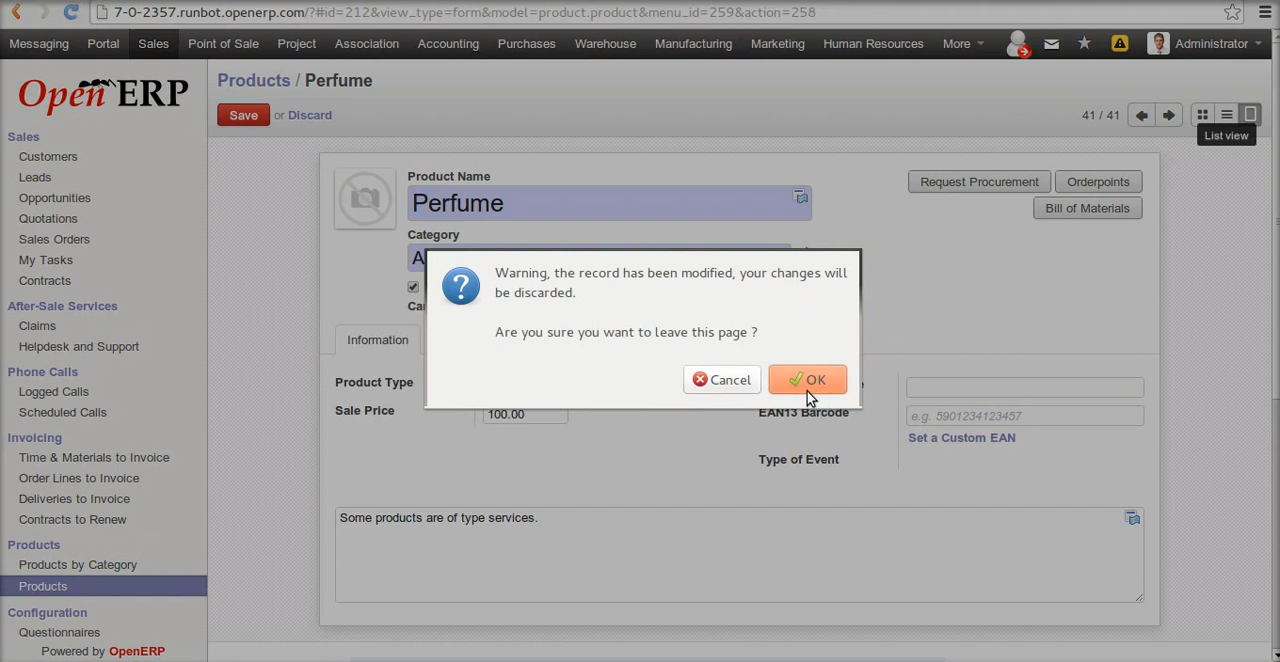 7-0-2357.runbot.openerp.com/?#id=212&view_type=form&model=product.product&menu_id=259&action=258
Messaging Portal Sales Point of Sale Project Association Accounting Purchases Warehouse Manufacturing Marketing Human Resources More Administrator
Open ERP
Products / Perfume
Save or Discard
41 / 41
List view
Sales
Customers
Leads
Opportunities
Quotations
Sales Orders
My Tasks
Contracts
After-Sale Services
Claims
Helpdesk and Support
Phone Calls
Logged Calls
Scheduled Calls
Invoicing
Time & Materials to Invoice
Order Lines to Invoice
Deliveries to Invoice
Contracts to Renew
Products
Products by Category
Products
Configuration
Questionnaires
Powered by OpenERP
Product Name
Perfume
Request Procurement Orderpoints
Bill of Materials
Category
A
Warning, the record has been modified, your changes will
be discarded.
Are you sure you want to leave this page ?
Cancel OK
Information
Product Type
Sale Price 100.00
EAN13 Barcode e.g. 5901234123457
Set a Custom EAN
Type of Event
Some products are of type services.